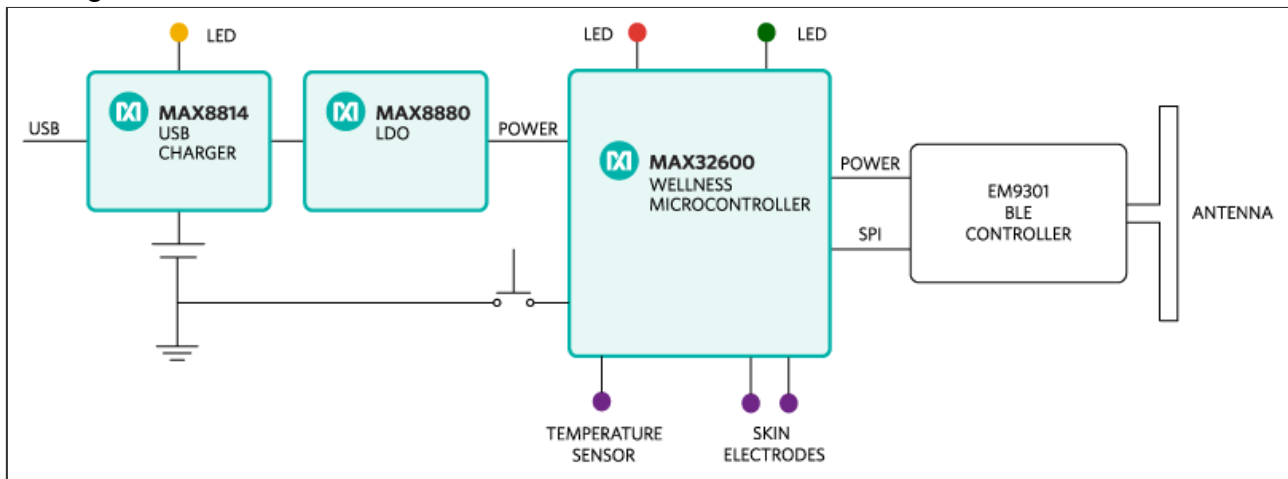 LED
LED
LED
MAX8814
USB
CHARGER
MAX8880
LDO
USB
POWER
MAX32600
WELLNESS
MICROCONTROLLER
POWER
SPI
EM9301
BLE
CONTROLLER
ANTENNA
TEMPERATURE
SENSOR
SKIN
ELECTRODES